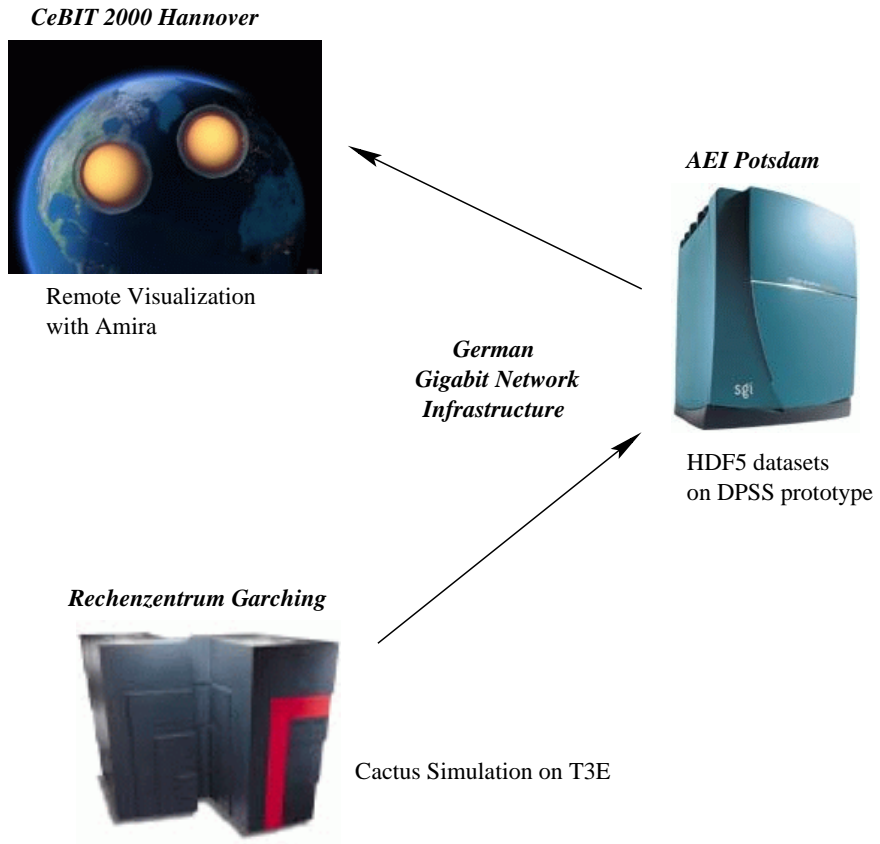 CeBIT 2000 Hannover
AEI Potsdam
Remote Visualization
with Amira
German
Gigabit Network
Infrastructure
sgi
HDF5 datasets
on DPSS prototype
Rechenzentrum Garching
Cactus Simulation on T3E